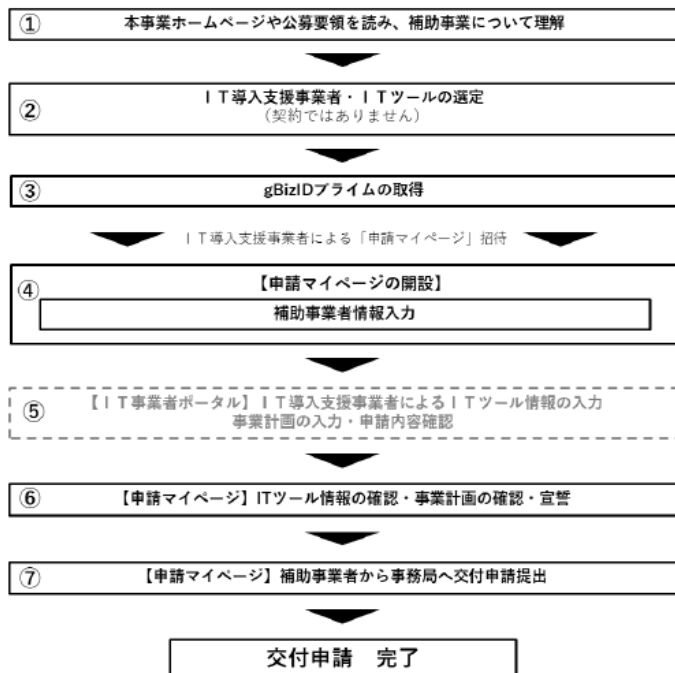 ① 本事業ホームページや公募要領を読み、補助事業について理解
② ＩＴ導入支援事業者・ＩＴツールの選定
（契約ではありません）
③ gBizIDプライムの取得
ＩＴ導入支援事業者による「申請マイページ」招待
④ 【申請マイページの開設】
補助事業者情報入力
⑤ 【ＩＴ事業者ポータル】ＩＴ導入支援事業者によるＩＴツール情報の入力
事業計画の入力・申請内容確認
⑥ 【申請マイページ】ITツール情報の確認・事業計画の確認・宣誓
⑦ 【申請マイページ】補助事業者から事務局へ交付申請提出
交付申請　完了